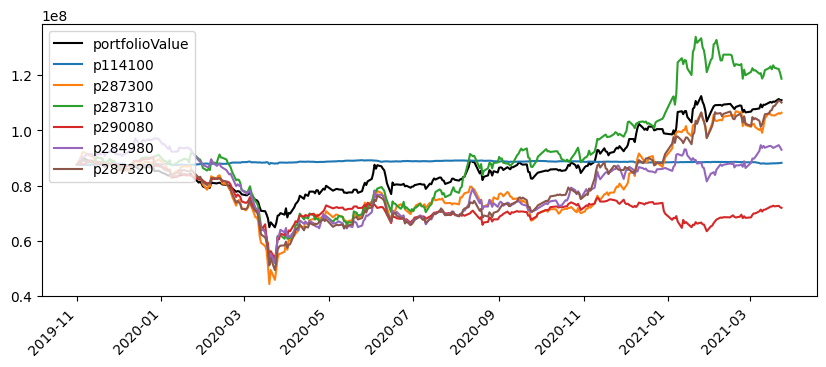 1e8
portfolioValue
p114100
p287300
p287310
p290080
p284980
p287320
1.2
1.0
0.8
0.6
0.4
2019-11
2020-01
2020-03
2020-05
2020-07
2020-09
2020-11
2021-01
2021-03